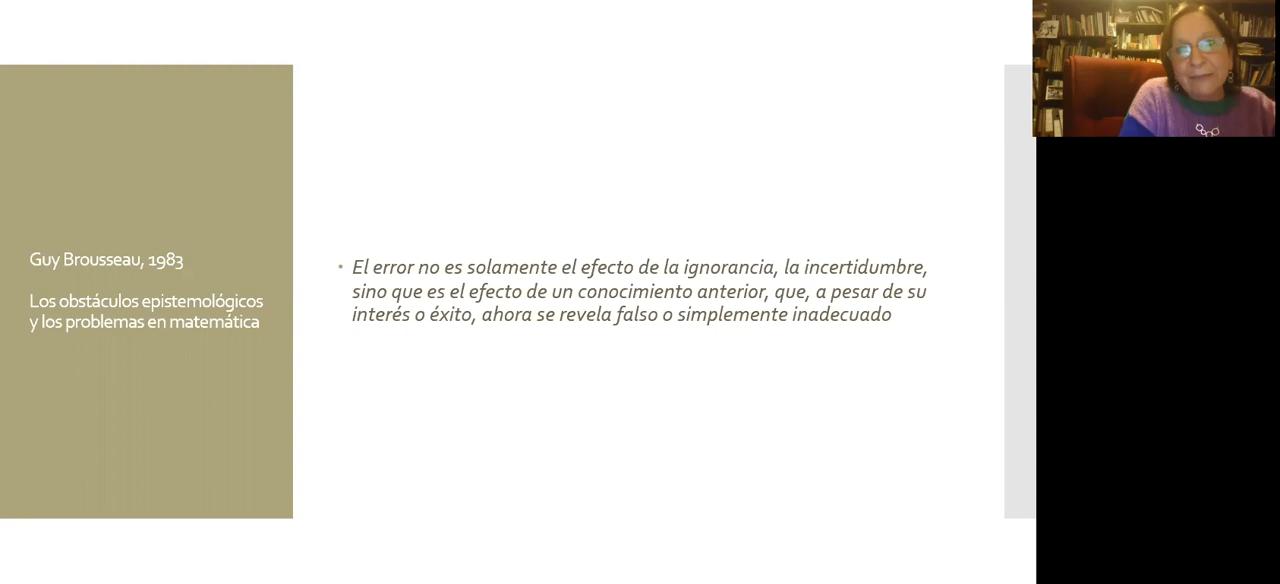 Guy Brousseau, 1983
Los obstáculos epistemológicos
y los problemas en matemática
• El error no es solamente el efecto de la ignorancia, la incertidumbre,
sino que es el efecto de un conocimiento anterior, que, a pesar de su
interés o éxito, ahora se revela falso o simplemente inadecuado